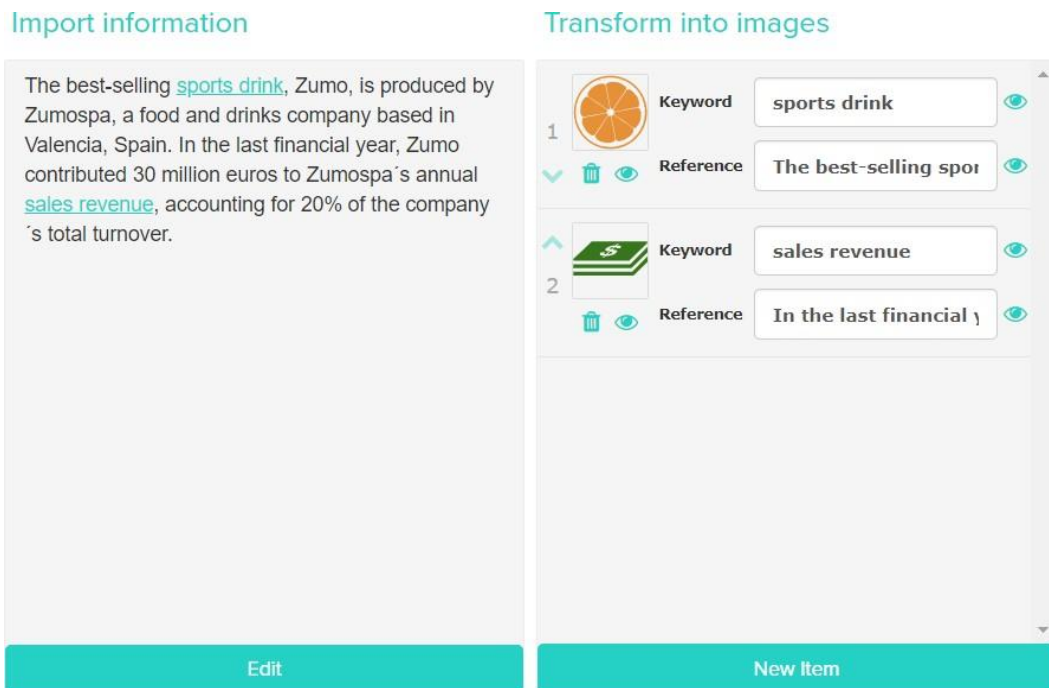 Import information
The best-selling sports drink, Zumo, is produced by
Zumospa, a food and drinks company based in
Valencia, Spain. In the last financial year, Zumo
contributed 30 million euros to Zumospa´s annual
sales revenue, accounting for 20% of the company
´s total turnover.
Edit
Transform into images
1
Keyword
sports drink
Reference
The best-selling spor
2
$
Keyword
sales revenue
Reference
In the last financial y
New Item